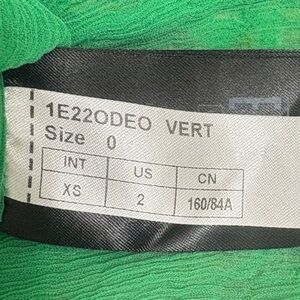 1E22ODEO VERT
Size 0
INT US CN
XS 2 160/84A